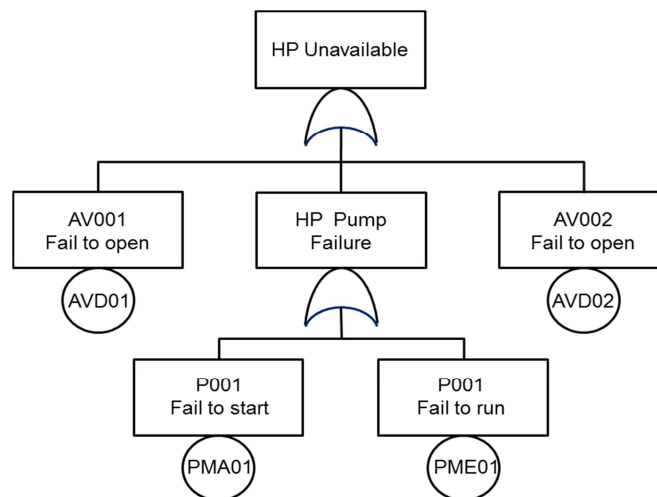 HP Unavailable
AV001
Fail to open
HP Pump
Failure
AV002
Fail to open
AVD01
AVD02
P001
Fail to start
P001
Fail to run
PMA01
PME01